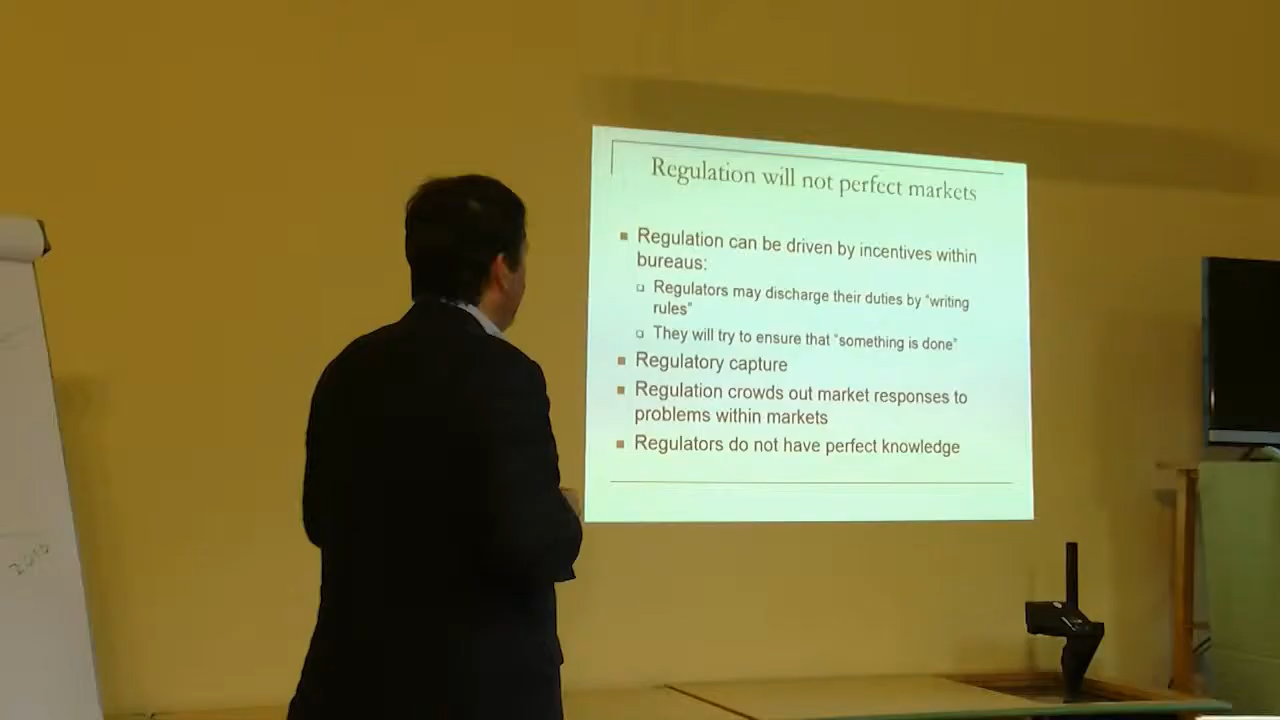 Regulation will not perfect markets
Regulation can be driven by incentives within
bureaus:
Regulators may discharge their duties by “writing
rules”
They will try to ensure that “something is done”
Regulatory capture
Regulation crowds out market responses to
problems within markets
Regulators do not have perfect knowledge